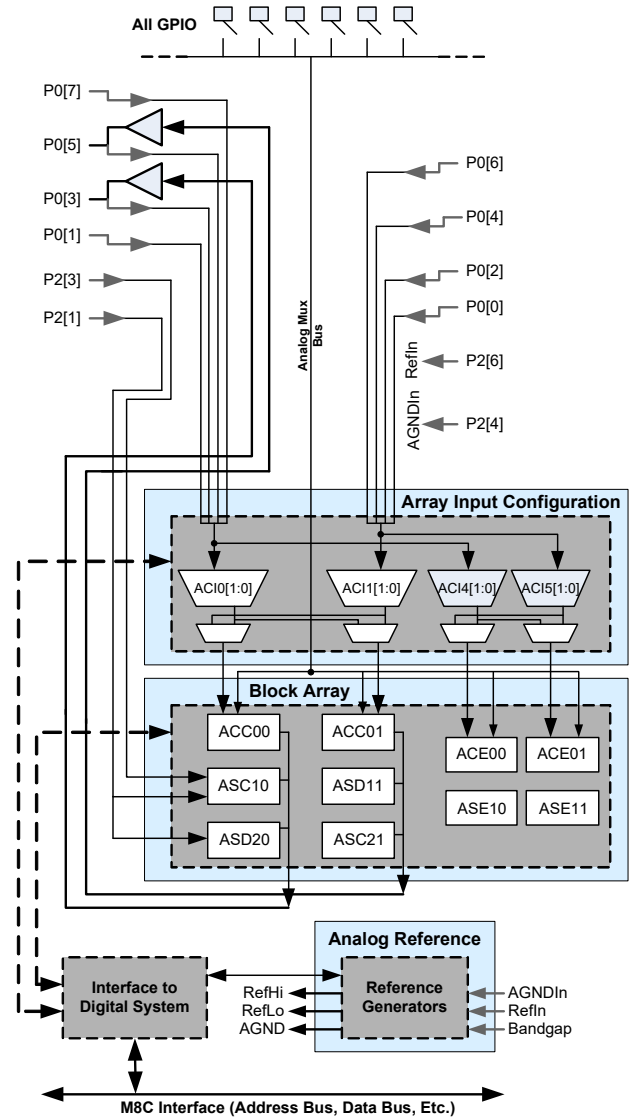 All GPIO
P0[7]
P0[5]
P0[3]
P0[1]
P2[3]
P2[1]
P0[6]
P0[4]
P0[2]
P0[0]
P2[6]
P2[4]
RefIn
AGNDIn
Analog Mux
Bus
Array Input Configuration
ACI0[1:0]
ACI1[1:0]
ACI4[1:0]
ACI5[1:0]
Block Array
ACC00
ACC01
ACE00
ACE01
ASC10
ASD11
ASE10
ASE11
ASD20
ASC21
Analog Reference
Interface to
Digital System
Reference
Generators
RefHi
RefLo
AGND
AGNDIn
RefIn
Bandgap
M8C Interface (Address Bus, Data Bus, Etc.)